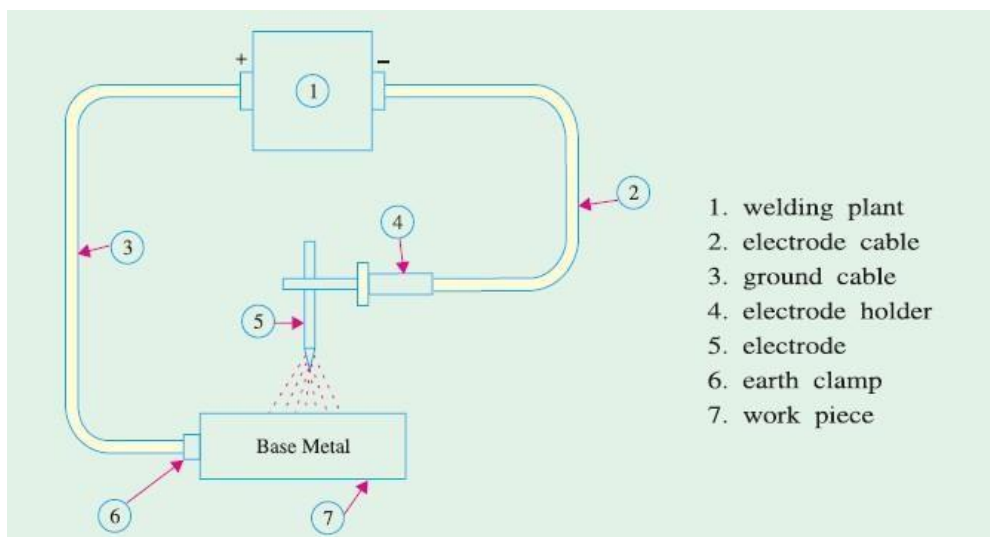 +
−
1
2
3
4
5
6
7
Base Metal
1. welding plant
2. electrode cable
3. ground cable
4. electrode holder
5. electrode
6. earth clamp
7. work piece